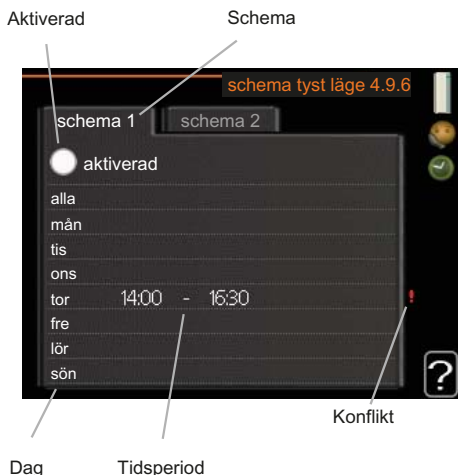 Aktiverad Schema
schema tyst läge 4.9.6
schema 1 schema 2
aktiverad
alla
mån
tis
ons
tor 14:00 - 16:30 !
fre
lör
sön
?
Konflikt
Dag Tidsperiod